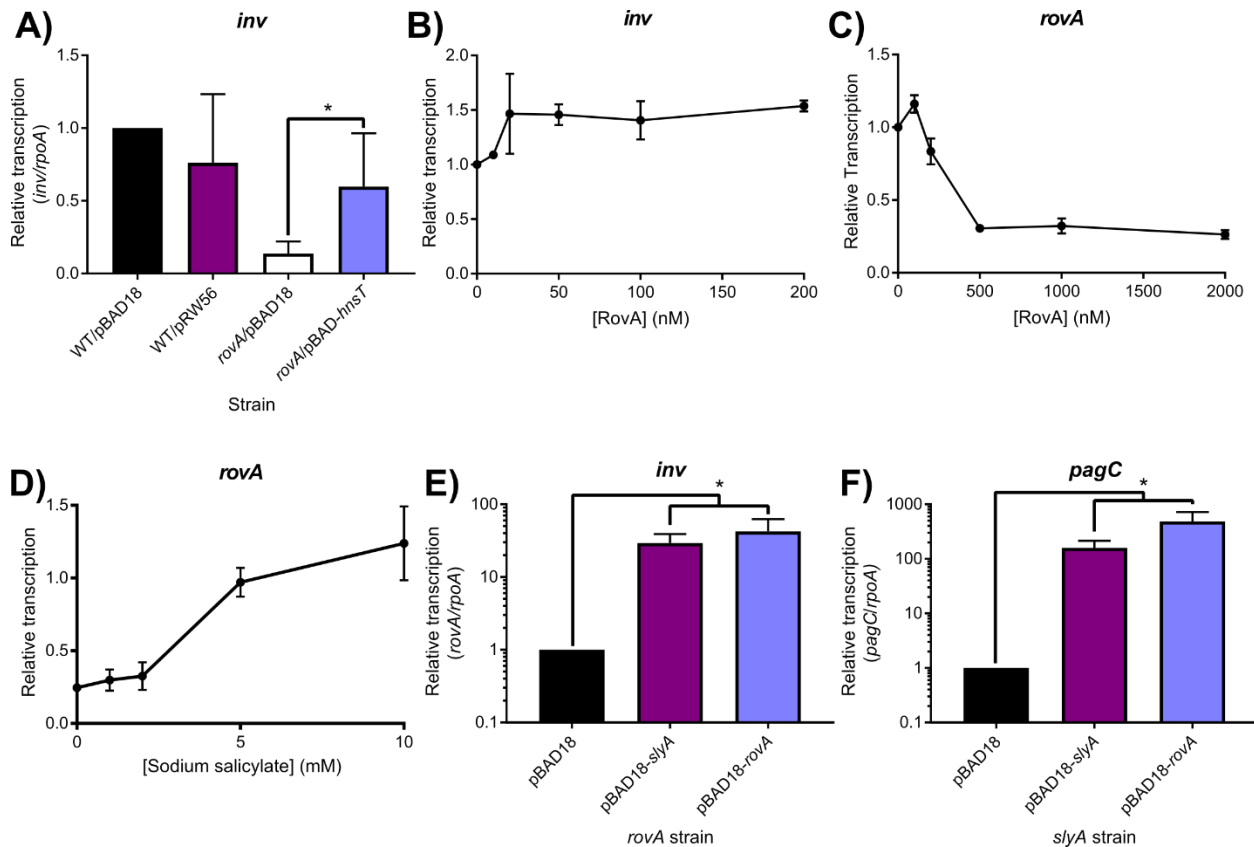 A)
inv
Relative transcription
(inv/rpoA)
1.5
1.0
0.5
0.0
*
WT/pBAD18
WT/pRW56
rovA/pBAD18
rovA/pBAD-hnsT
Strain
B)
inv
Relative transcription
2.0
1.5
1.0
0.5
0.0
0
50
100
150
200
[RovA] (nM)
C)
rovA
Relative Transcription
1.5
1.0
0.5
0.0
0
500
1000
1500
2000
[RovA] (nM)
D)
rovA
Relative transcription
1.5
1.0
0.5
0.0
0
5
10
[Sodium salicylate] (mM)
E)
inv
Relative transcription
(rovA/rpoA)
100
10
1
0.1
*
pBAD18
pBAD18-slyA
pBAD18-rovA
rovA strain
F)
pagC
Relative transcription
(pagC/rpoA)
1000
100
10
1
0.1
*
pBAD18
pBAD18-slyA
pBAD18-rovA
slyA strain